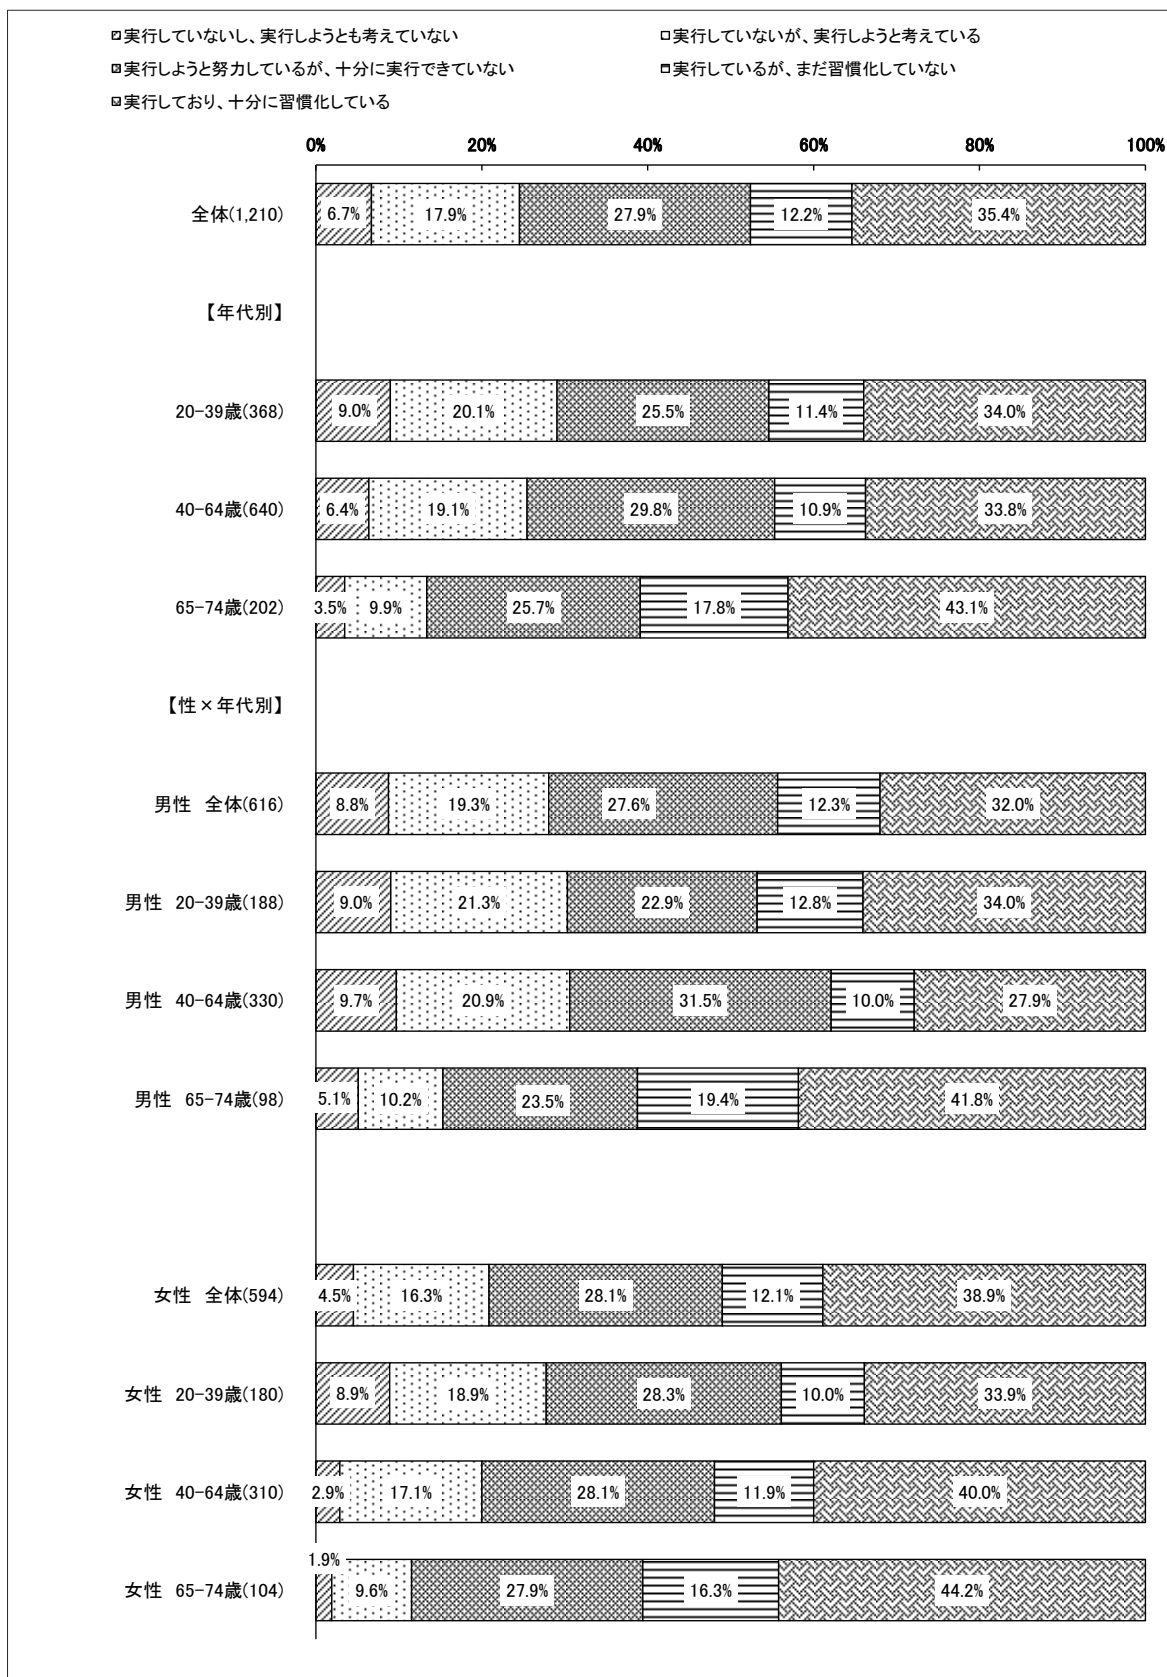 実行していないし、実行しようとも考えていない 実行していないが、実行しようと考えている
実行しようと努力しているが、十分に実行できていない 実行しているが、まだ習慣化していない
実行しており、十分に習慣化している
0% 20% 40% 60% 80% 100%
全体(1,210) 6.7% 17.9% 27.9% 12.2% 35.4%
【年代別】
20-39歳(368) 9.0% 20.1% 25.5% 11.4% 34.0%
40-64歳(640) 6.4% 19.1% 29.8% 10.9% 33.8%
65-74歳(202) 3.5% 9.9% 25.7% 17.8% 43.1%
【性×年代別】
男性 全体(616) 8.8% 19.3% 27.6% 12.3% 32.0%
男性 20-39歳(188) 9.0% 21.3% 22.9% 12.8% 34.0%
男性 40-64歳(330) 9.7% 20.9% 31.5% 10.0% 27.9%
男性 65-74歳(98) 5.1% 10.2% 23.5% 19.4% 41.8%
女性 全体(594) 4.5% 16.3% 28.1% 12.1% 38.9%
女性 20-39歳(180) 8.9% 18.9% 28.3% 10.0% 33.9%
女性 40-64歳(310) 2.9% 17.1% 28.1% 11.9% 40.0%
女性 65-74歳(104) 1.9% 9.6% 27.9% 16.3% 44.2%